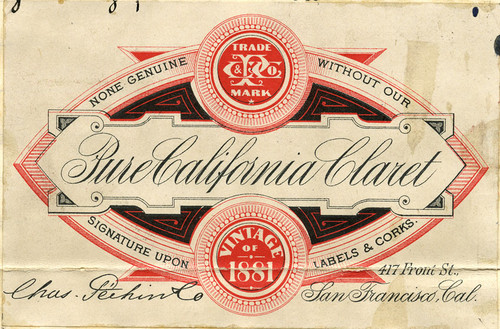 TRADE
& Co.
MARK
NONE GENUINE WITHOUT OUR
Pure California Claret
SIGNATURE UPON LABELS & CORKS
VINTAGE
OF
1881
417 Front St.,
Chas. & Co San Francisco, Cal.